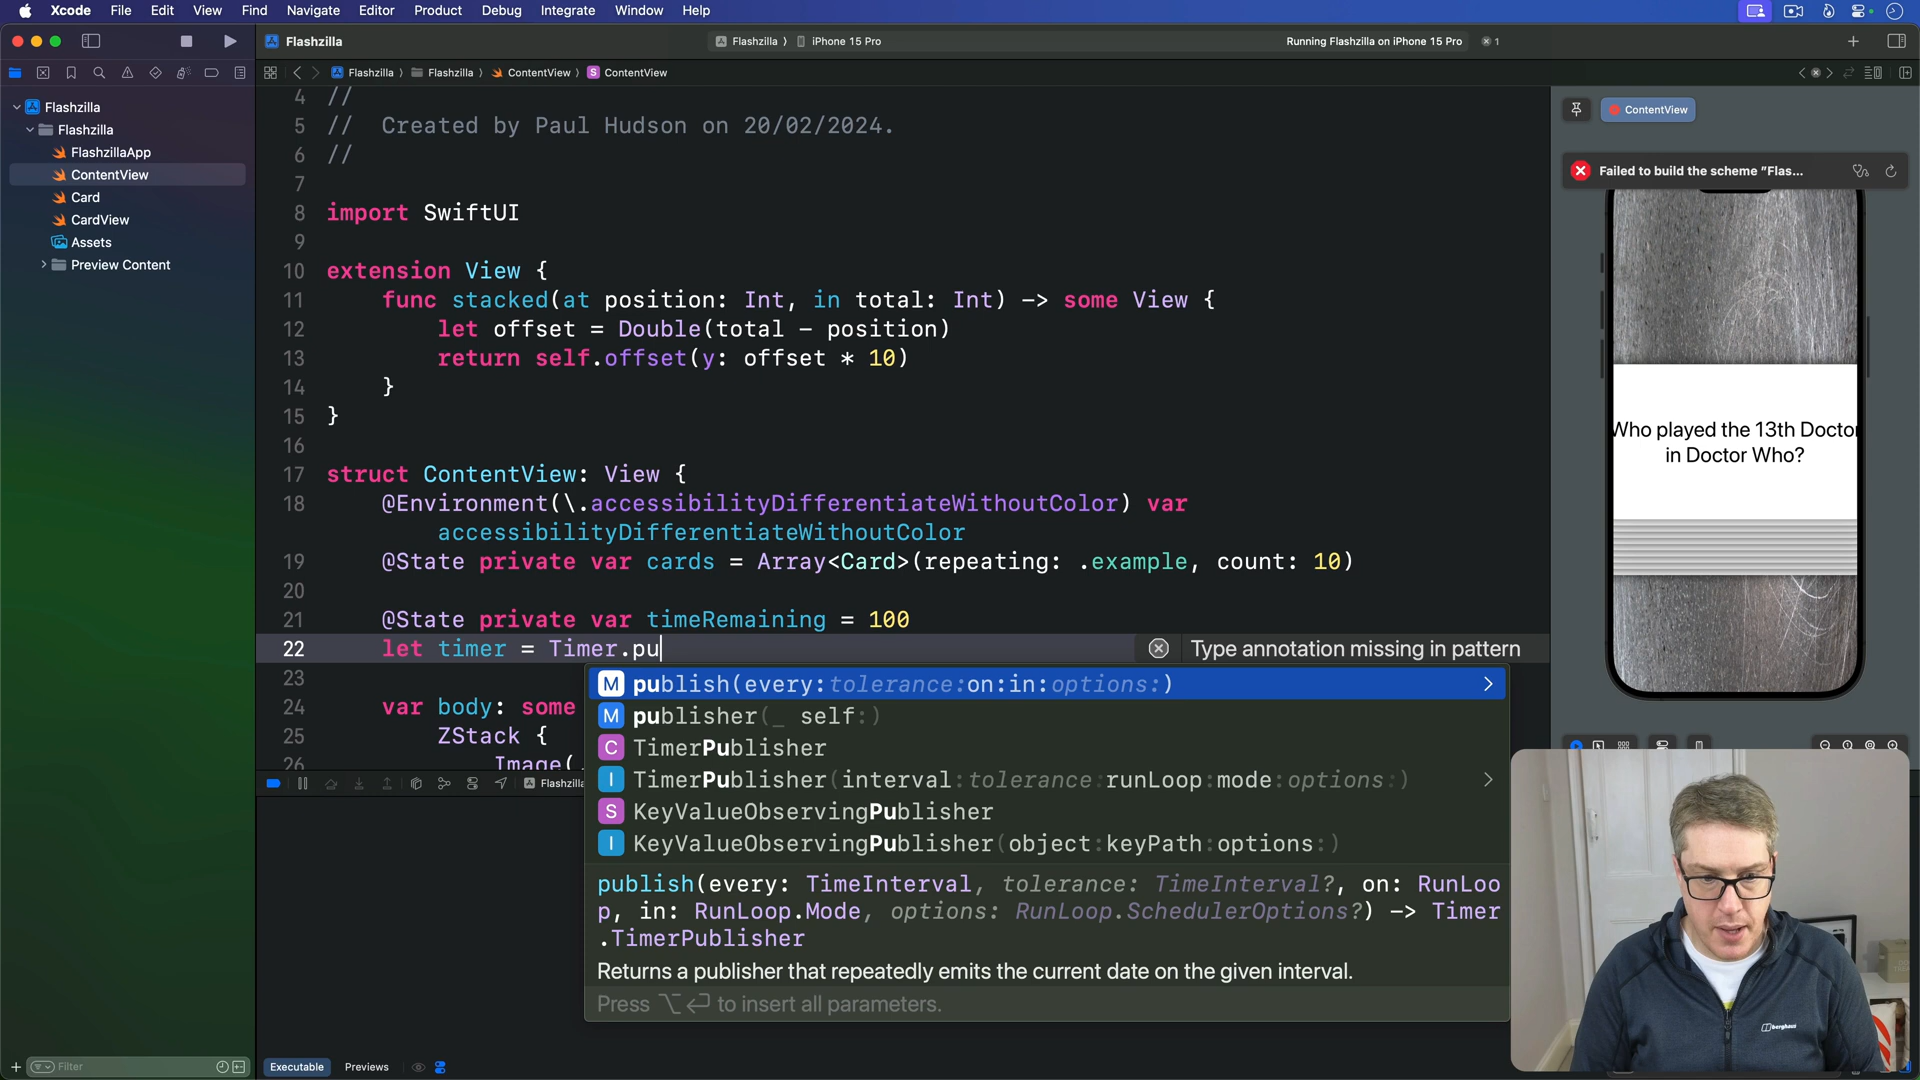 Xcode File Edit View Find Navigate Editor Product Debug Integrate Window Help
Flashzilla
Flashzilla ⟩ iPhone 15 Pro
Running Flashzilla on iPhone 15 Pro
1
Flashzilla ⟩ Flashzilla ⟩ ContentView ⟩ S ContentView
Flashzilla
Flashzilla
FlashzillaApp
ContentView
Card
CardView
Assets
Preview Content
4 //
5 //  Created by Paul Hudson on 20/02/2024.
6 //
7
8 import SwiftUI
9
10 extension View {
11 func stacked(at position: Int, in total: Int) -> some View {
12 let offset = Double(total - position)
13 return self.offset(y: offset * 10)
14 }
15 }
16
17 struct ContentView: View {
18 @Environment(\.accessibilityDifferentiateWithoutColor) var
accessibilityDifferentiateWithoutColor
19 @State private var cards = Array<Card>(repeating: .example, count: 10)
20
21 @State private var timeRemaining = 100
22 let timer = Timer.pu
Type annotation missing in pattern
23
24 var body: some
25 ZStack {
26 Image(.
M publish(every:tolerance:on:in:options:)
M publisher(_ self:)
C TimerPublisher
I TimerPublisher(interval:tolerance:runLoop:mode:options:)
S KeyValueObservingPublisher
I KeyValueObservingPublisher(object:keyPath:options:)
publish(every: TimeInterval, tolerance: TimeInterval?, on: RunLoo
p, in: RunLoop.Mode, options: RunLoop.SchedulerOptions?) -> Timer
.TimerPublisher
Returns a publisher that repeatedly emits the current date on the given interval.
Press ⌥↩ to insert all parameters.
Flashzilla
ContentView
Failed to build the scheme "Flas...
Who played the 13th Doctor
in Doctor Who?
berghaus
Filter
Executable Previews